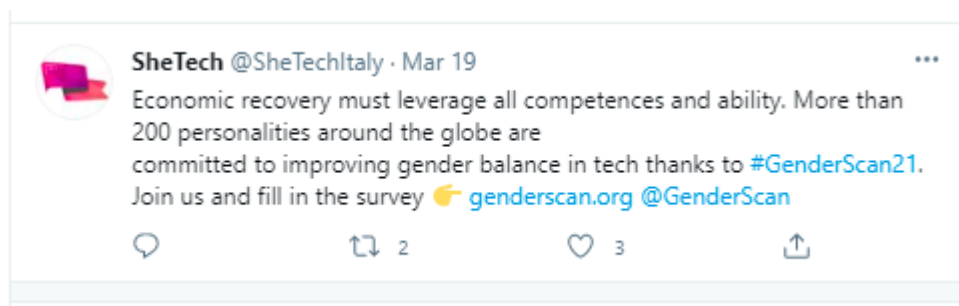 SheTech @SheTechItaly · Mar 19
Economic recovery must leverage all competences and ability. More than
200 personalities around the globe are
committed to improving gender balance in tech thanks to #GenderScan21.
Join us and fill in the survey 👉 genderscan.org @GenderScan
2 3